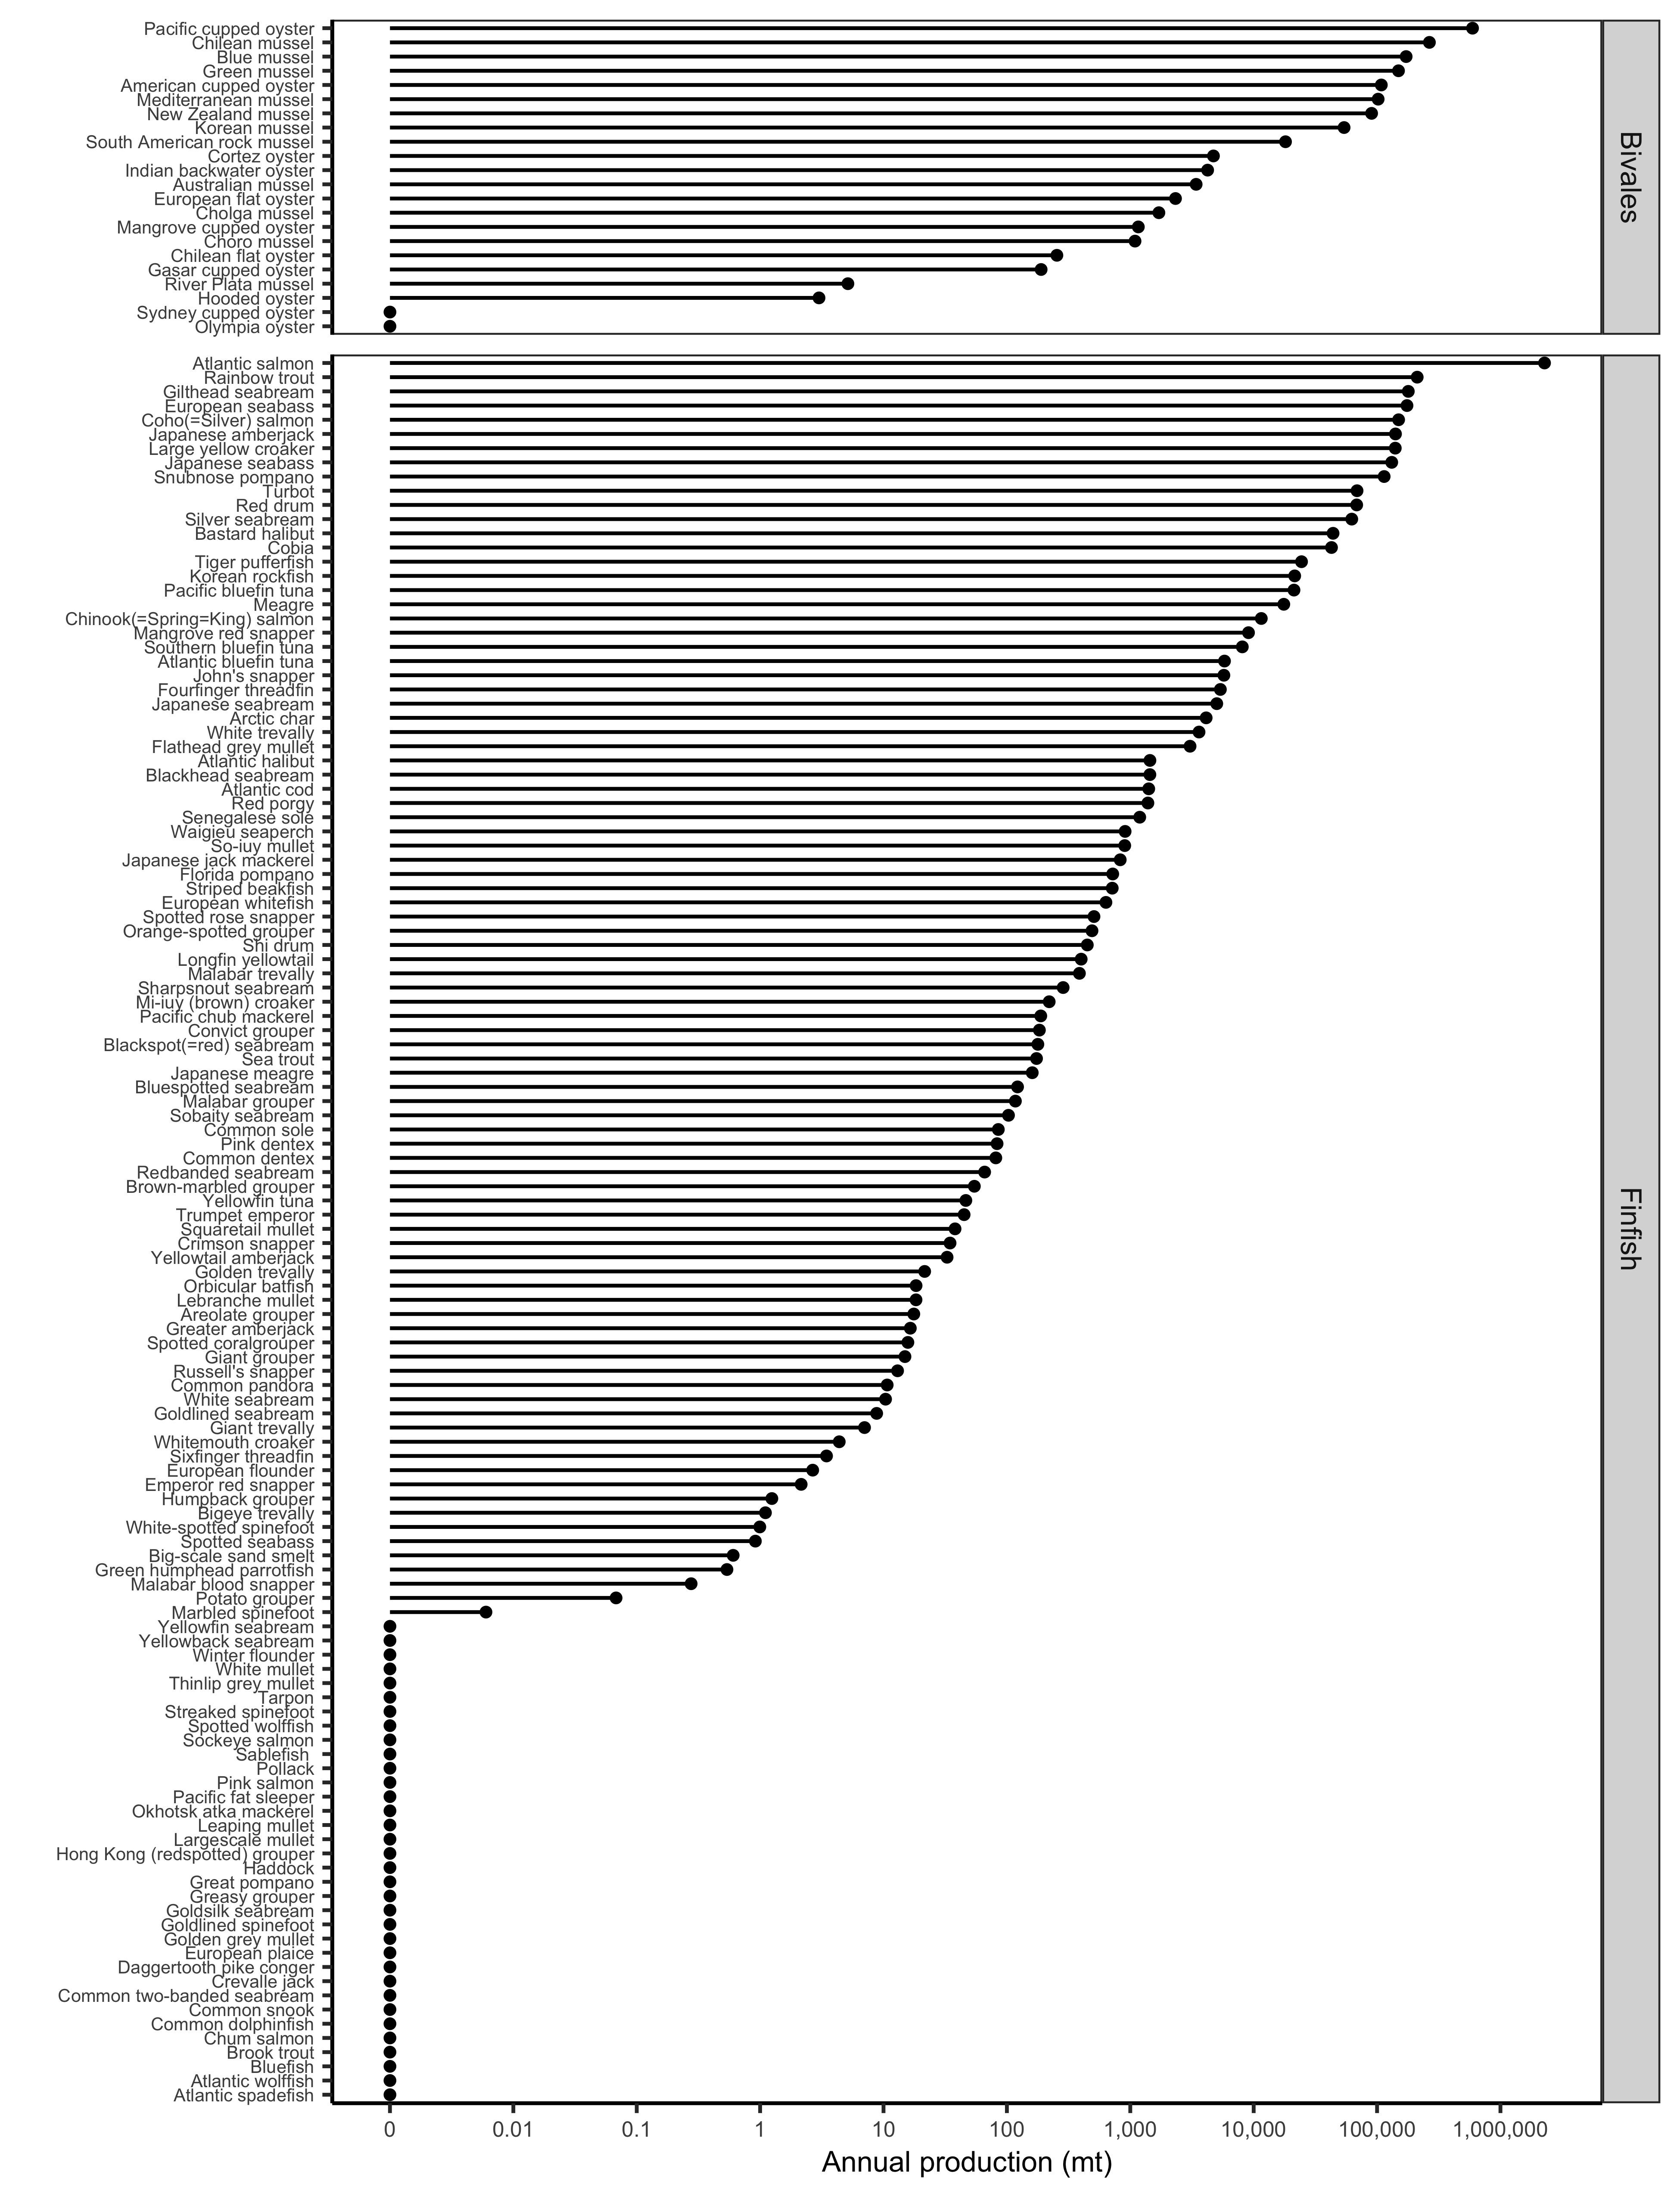 Pacific cupped oyster
Chilean mussel
Blue mussel
Green mussel
American cupped oyster
Mediterranean mussel
New Zealand mussel
Korean mussel
South American rock mussel
Cortez oyster
Indian backwater oyster
Australian mussel
European flat oyster
Cholga mussel
Mangrove cupped oyster
Choro mussel
Chilean flat oyster
Gasar cupped oyster
River Plata mussel
Hooded oyster
Sydney cupped oyster
Olympia oyster
Bivales
Atlantic salmon
Rainbow trout
Gilthead seabream
European seabass
Coho(=Silver) salmon
Japanese amberjack
Large yellow croaker
Japanese seabass
Snubnose pompano
Turbot
Red drum
Silver seabream
Bastard halibut
Cobia
Tiger pufferfish
Korean rockfish
Pacific bluefin tuna
Meagre
Chinook(=Spring=King) salmon
Mangrove red snapper
Southern bluefin tuna
Atlantic bluefin tuna
John's snapper
Fourfinger threadfin
Japanese seabream
Arctic char
White trevally
Flathead grey mullet
Atlantic halibut
Blackhead seabream
Atlantic cod
Red porgy
Senegalese sole
Waigieu seaperch
So-iuy mullet
Japanese jack mackerel
Florida pompano
Striped beakfish
European whitefish
Spotted rose snapper
Orange-spotted grouper
Shi drum
Longfin yellowtail
Malabar trevally
Sharpsnout seabream
Mi-iuy (brown) croaker
Pacific chub mackerel
Convict grouper
Blackspot(=red) seabream
Sea trout
Japanese meagre
Bluespotted seabream
Malabar grouper
Sobaity seabream
Common sole
Pink dentex
Common dentex
Redbanded seabream
Brown-marbled grouper
Yellowfin tuna
Trumpet emperor
Squaretail mullet
Crimson snapper
Yellowtail amberjack
Golden trevally
Orbicular batfish
Lebranche mullet
Areolate grouper
Greater amberjack
Spotted coralgrouper
Giant grouper
Russell's snapper
Common pandora
White seabream
Goldlined seabream
Giant trevally
Whitemouth croaker
Sixfinger threadfin
European flounder
Emperor red snapper
Humpback grouper
Bigeye trevally
White-spotted spinefoot
Spotted seabass
Big-scale sand smelt
Green humphead parrotfish
Malabar blood snapper
Potato grouper
Marbled spinefoot
Yellowfin seabream
Yellowback seabream
Winter flounder
White mullet
Thinlip grey mullet
Tarpon
Streaked spinefoot
Spotted wolffish
Sockeye salmon
Sablefish
Pollack
Pink salmon
Pacific fat sleeper
Okhotsk atka mackerel
Leaping mullet
Largescale mullet
Hong Kong (redspotted) grouper
Haddock
Great pompano
Greasy grouper
Goldsilk seabream
Goldlined spinefoot
Golden grey mullet
European plaice
Daggertooth pike conger
Crevalle jack
Common two-banded seabream
Common snook
Common dolphinfish
Chum salmon
Brook trout
Bluefish
Atlantic wolffish
Atlantic spadefish
Finfish
0 0.01 0.1 1 10 100 1,000 10,000 100,000 1,000,000
Annual production (mt)